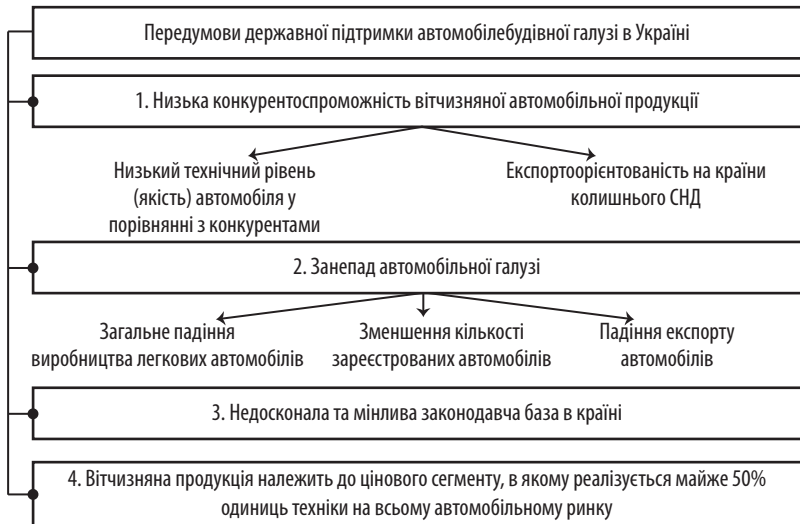 Передумови державної підтримки автомобілебудівної галузі в Україні
1. Низька конкурентоспроможність вітчизняної автомобільної продукції
Низький технічний рівень
(якість) автомобіля у
порівнянні з конкурентами
Експортоорієнтованість на країни
колишнього СНД
2. Занепад автомобільної галузі
Загальне падіння
виробництва легкових автомобілів
Зменшення кількості
зареєстрованих автомобілів
Падіння експорту
автомобілів
3. Недосконала та мінлива законодавча база в країні
4. Вітчизняна продукція належить до цінового сегменту, в якому реалізується майже 50%
одиниць техніки на всьому автомобільному ринку